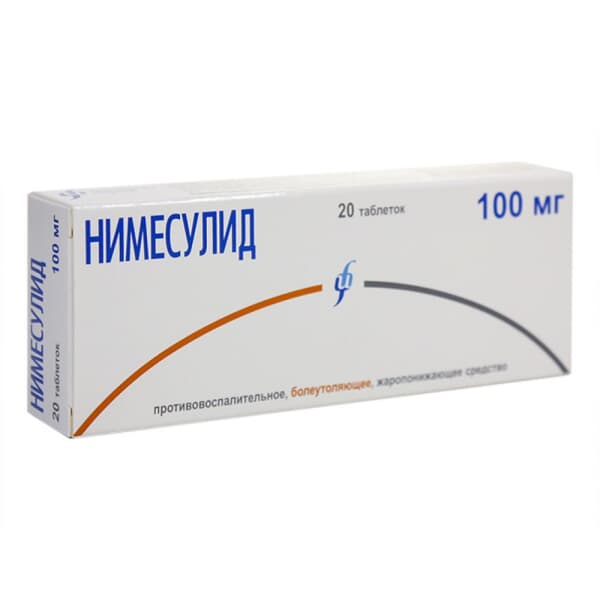 НИМЕСУЛИД
20 таблеток
100 мг
противовоспалительное, болеутоляющее, жаропонижающее средство
НИМЕСУЛИД
100 мг
20 таблеток